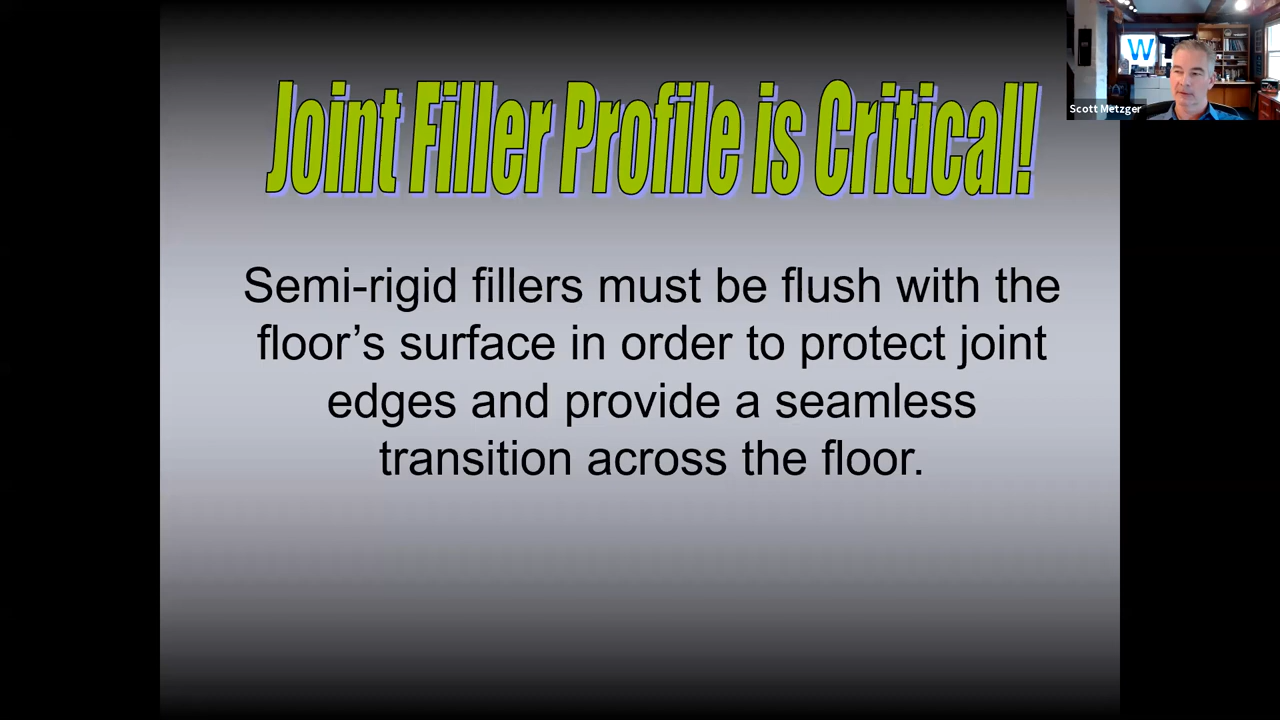 Joint Filler Profile is Critical!
W
Scott Metzger
Semi-rigid fillers must be flush with the
floor’s surface in order to protect joint
edges and provide a seamless
transition across the floor.